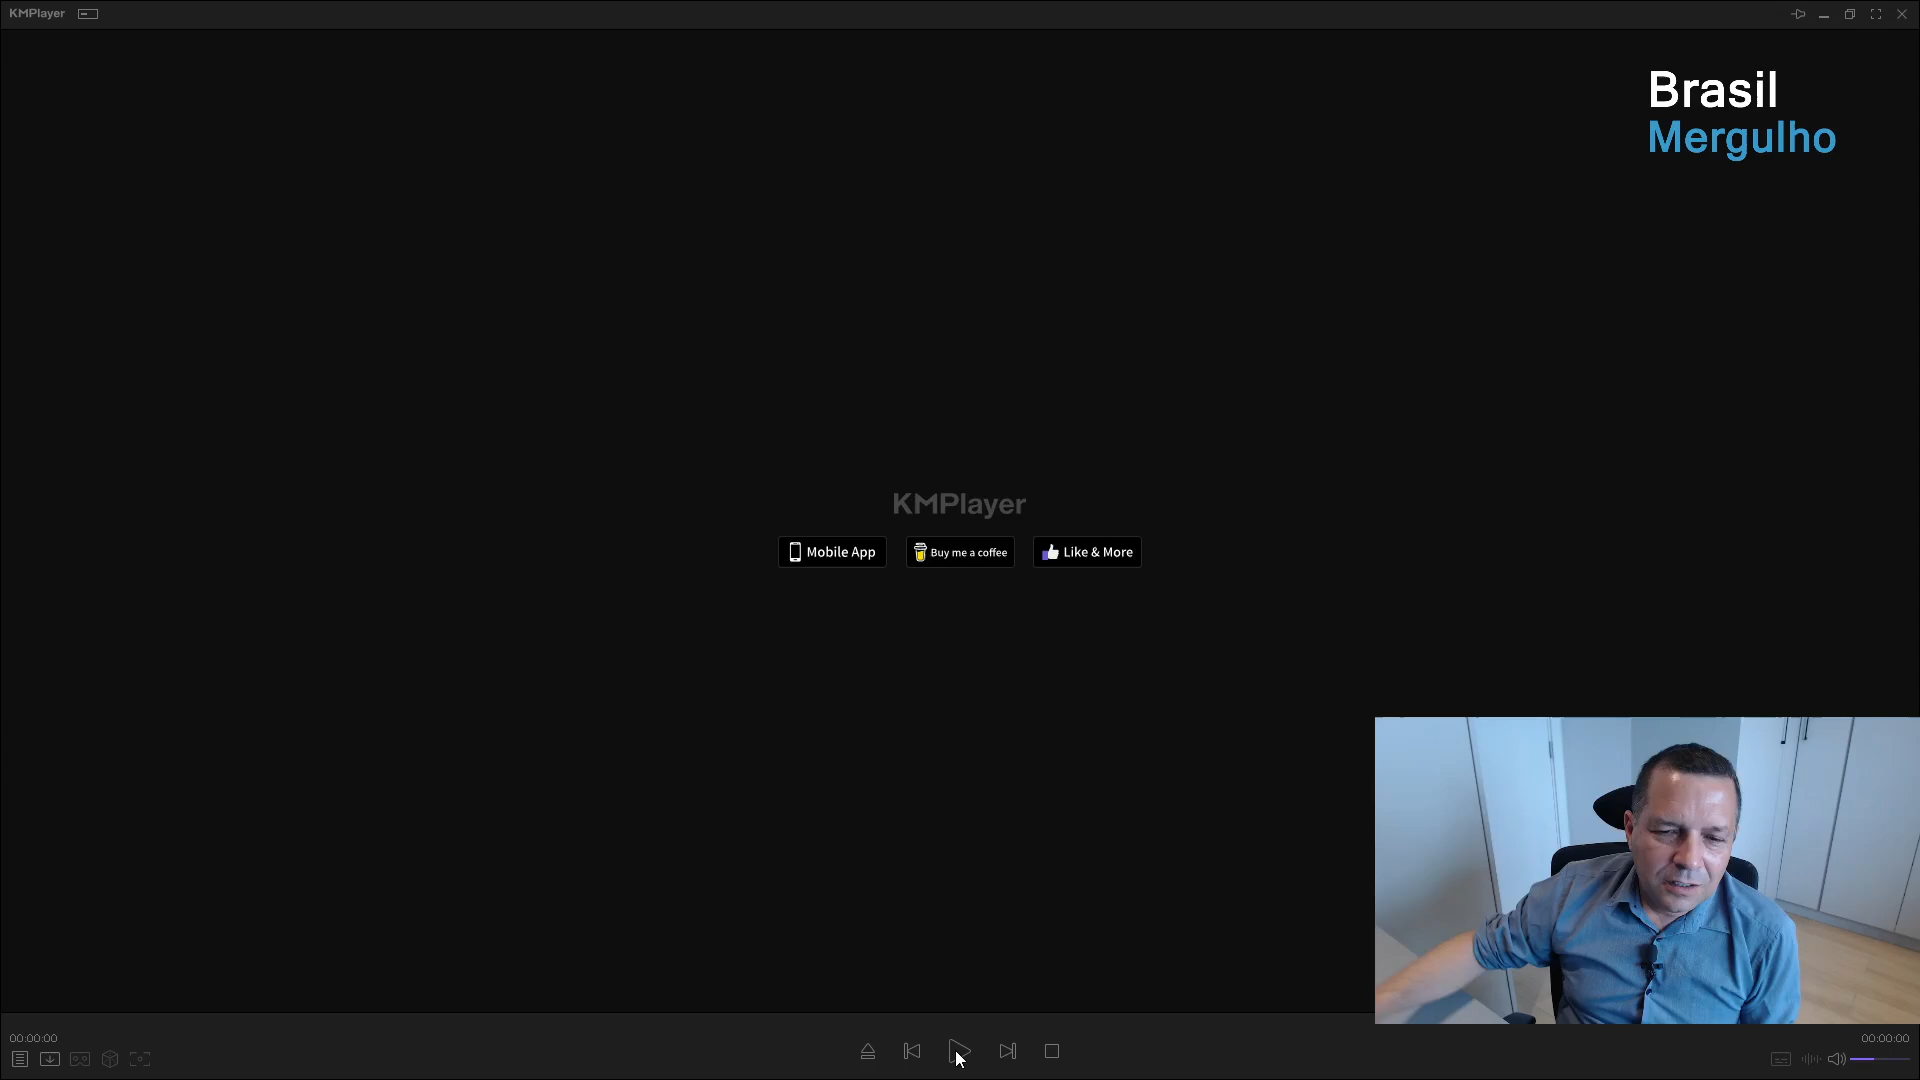 KMPlayer
Brasil
Mergulho
KMPlayer
Mobile App
Buy me a coffee
Like & More
00:00:00
00:00:00